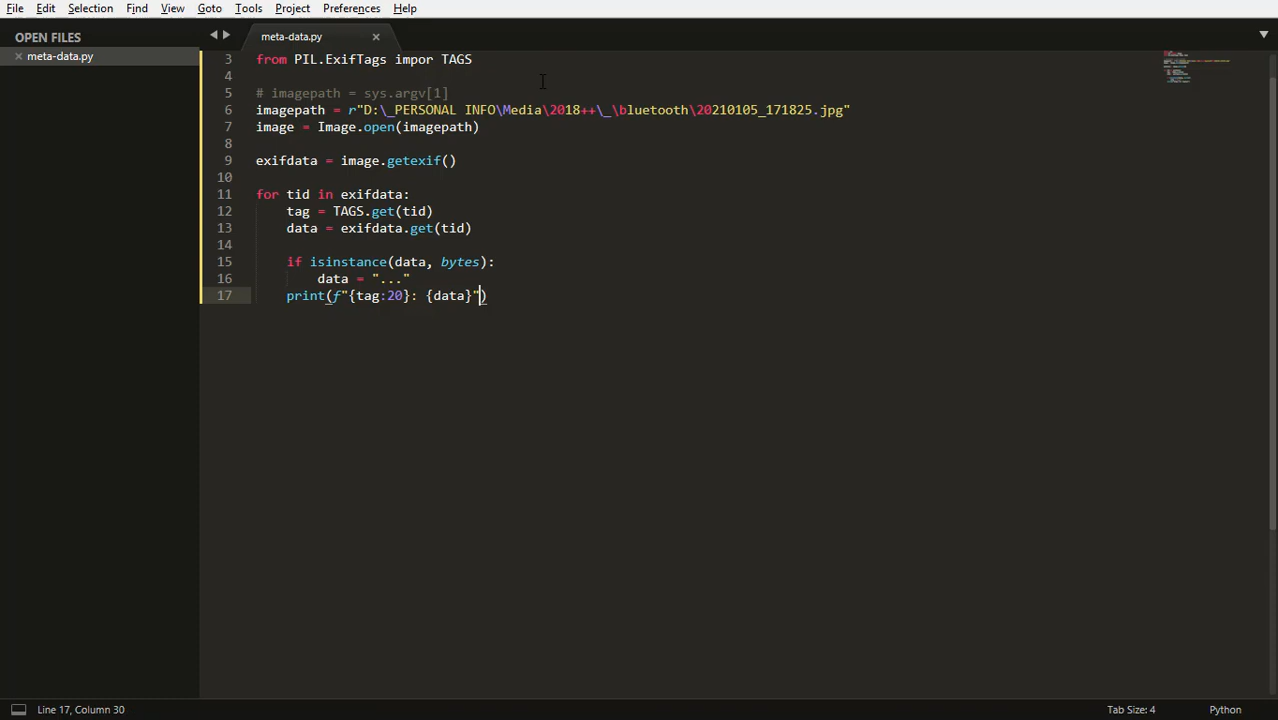 File Edit Selection Find View Goto Tools Project Preferences Help
OPEN FILES
meta-data.py
meta-data.py
3 from PIL.ExifTags impor TAGS
4
5 # imagepath = sys.argv[1]
6 imagepath = r"D:\_PERSONAL INFO\Media\2018++\_\bluetooth\20210105_171825.jpg"
7 image = Image.open(imagepath)
8
9 exifdata = image.getexif()
10
11 for tid in exifdata:
12 tag = TAGS.get(tid)
13 data = exifdata.get(tid)
14
15 if isinstance(data, bytes):
16 data = "..."
17 print(f"{tag:20}: {data}")
Line 17, Column 30 Tab Size: 4 Python